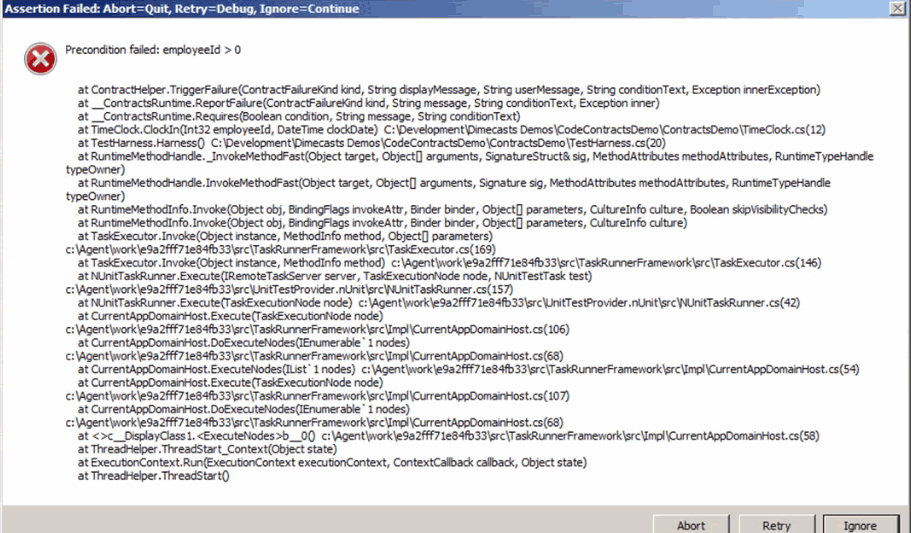 Assertion Failed: Abort=Quit, Retry=Debug, Ignore=Continue
Precondition failed: employeeId > 0
at ContractHelper.TriggerFailure(ContractFailureKind kind, String displayMessage, String userMessage, String conditionText, Exception innerException)
at __ContractsRuntime.ReportFailure(ContractFailureKind kind, String message, String conditionText, Exception inner)
at __ContractsRuntime.Requires(Boolean condition, String message, String conditionText)
at TimeClock.ClockIn(Int32 employeeId, DateTime clockDate)  C:\Development\Dimecasts Demos\CodeContractsDemo\ContractsDemo\TimeClock.cs(12)
at TestHarness.Harness()  C:\Development\Dimecasts Demos\CodeContractsDemo\ContractsDemo\TestHarness.cs(20)
at RuntimeMethodHandle._InvokeMethodFast(Object target, Object[] arguments, SignatureStruct& sig, MethodAttributes methodAttributes, RuntimeTypeHandle
typeOwner)
at RuntimeMethodHandle.InvokeMethodFast(Object target, Object[] arguments, Signature sig, MethodAttributes methodAttributes, RuntimeTypeHandle
typeOwner)
at RuntimeMethodInfo.Invoke(Object obj, BindingFlags invokeAttr, Binder binder, Object[] parameters, CultureInfo culture, Boolean skipVisibilityChecks)
at RuntimeMethodInfo.Invoke(Object obj, BindingFlags invokeAttr, Binder binder, Object[] parameters, CultureInfo culture)
at TaskExecutor.Invoke(Object instance, MethodInfo method, Object[] parameters)
c:\Agent\work\e9a2fff71e84fb33\src\TaskRunnerFramework\src\TaskExecutor.cs(169)
at TaskExecutor.Invoke(Object instance, MethodInfo method)  c:\Agent\work\e9a2fff71e84fb33\src\TaskRunnerFramework\src\TaskExecutor.cs(146)
at NUnitTaskRunner.Execute(IRemoteTaskServer server, TaskExecutionNode node, NUnitTestTask test)
c:\Agent\work\e9a2fff71e84fb33\src\UnitTestProvider.nUnit\src\NUnitTaskRunner.cs(157)
at NUnitTaskRunner.Execute(TaskExecutionNode node)  c:\Agent\work\e9a2fff71e84fb33\src\UnitTestProvider.nUnit\src\NUnitTaskRunner.cs(42)
at CurrentAppDomainHost.Execute(TaskExecutionNode node)
c:\Agent\work\e9a2fff71e84fb33\src\TaskRunnerFramework\src\Impl\CurrentAppDomainHost.cs(106)
at CurrentAppDomainHost.DoExecuteNodes(IEnumerable`1 nodes)
c:\Agent\work\e9a2fff71e84fb33\src\TaskRunnerFramework\src\Impl\CurrentAppDomainHost.cs(68)
at CurrentAppDomainHost.ExecuteNodes(IList`1 nodes)  c:\Agent\work\e9a2fff71e84fb33\src\TaskRunnerFramework\src\Impl\CurrentAppDomainHost.cs(54)
at CurrentAppDomainHost.Execute(TaskExecutionNode node)
c:\Agent\work\e9a2fff71e84fb33\src\TaskRunnerFramework\src\Impl\CurrentAppDomainHost.cs(107)
at CurrentAppDomainHost.DoExecuteNodes(IEnumerable`1 nodes)
c:\Agent\work\e9a2fff71e84fb33\src\TaskRunnerFramework\src\Impl\CurrentAppDomainHost.cs(68)
at <>c__DisplayClass1.<ExecuteNodes>b__0()  c:\Agent\work\e9a2fff71e84fb33\src\TaskRunnerFramework\src\Impl\CurrentAppDomainHost.cs(58)
at ThreadHelper.ThreadStart_Context(Object state)
at ExecutionContext.Run(ExecutionContext executionContext, ContextCallback callback, Object state)
at ThreadHelper.ThreadStart()
Abort Retry Ignore